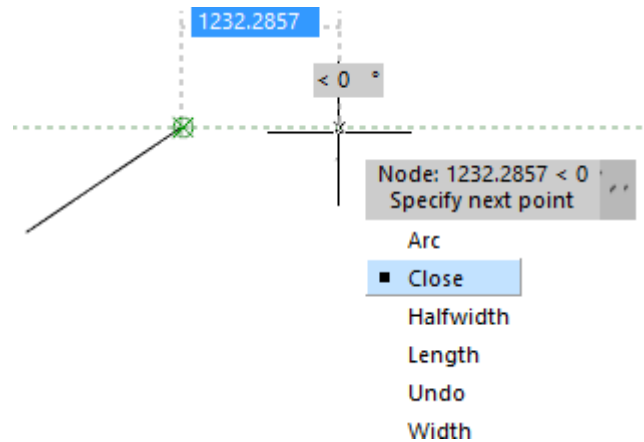 1232.2857
< 0 °
Node: 1232.2857 < 0
Specify next point
Arc
Close
Halfwidth
Length
Undo
Width